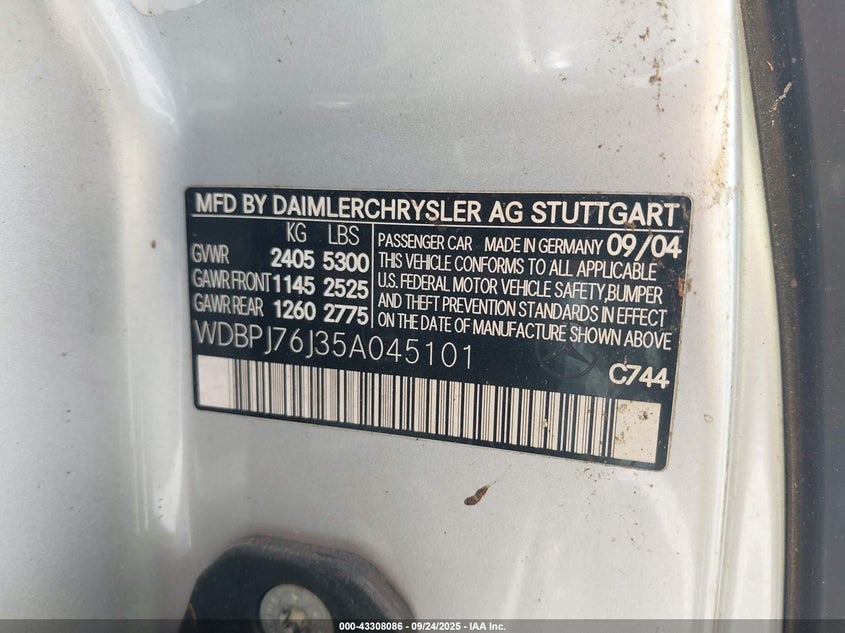 MFD BY DAIMLERCHRYSLER AG STUTTGART
KG LBS
GVWR 2405 5300
GAWR FRONT 1145 2525
GAWR REAR 1260 2775
PASSENGER CAR MADE IN GERMANY 09/04
THIS VEHICLE CONFORMS TO ALL APPLICABLE
U.S. FEDERAL MOTOR VEHICLE SAFETY,BUMPER
AND THEFT PREVENTION STANDARDS IN EFFECT
ON THE DATE OF MANUFACTURE SHOWN ABOVE
WDBPJ76J35A045101
C744
000-43308086 - 09/24/2025 - IAA Inc.